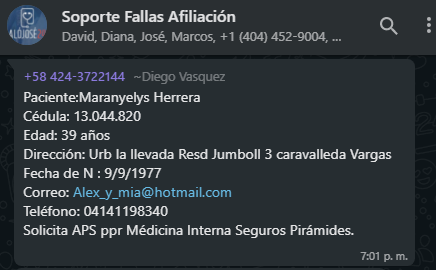 Soporte Fallas Afiliación
David, Diana, José, Marcos, +1 (404) 452-9004, ...
+58 424-3722144 ~Diego Vasquez
Paciente:Maranyelys Herrera
Cédula: 13.044.820
Edad: 39 años
Dirección: Urb la llevada Resd Jumboll 3 caravalleda Vargas
Fecha de N : 9/9/1977
Correo: Alex_y_mia@hotmail.com
Teléfono: 04141198340
Solicita APS ppr Médicina Interna Seguros Pirámides.
7:01 p. m.